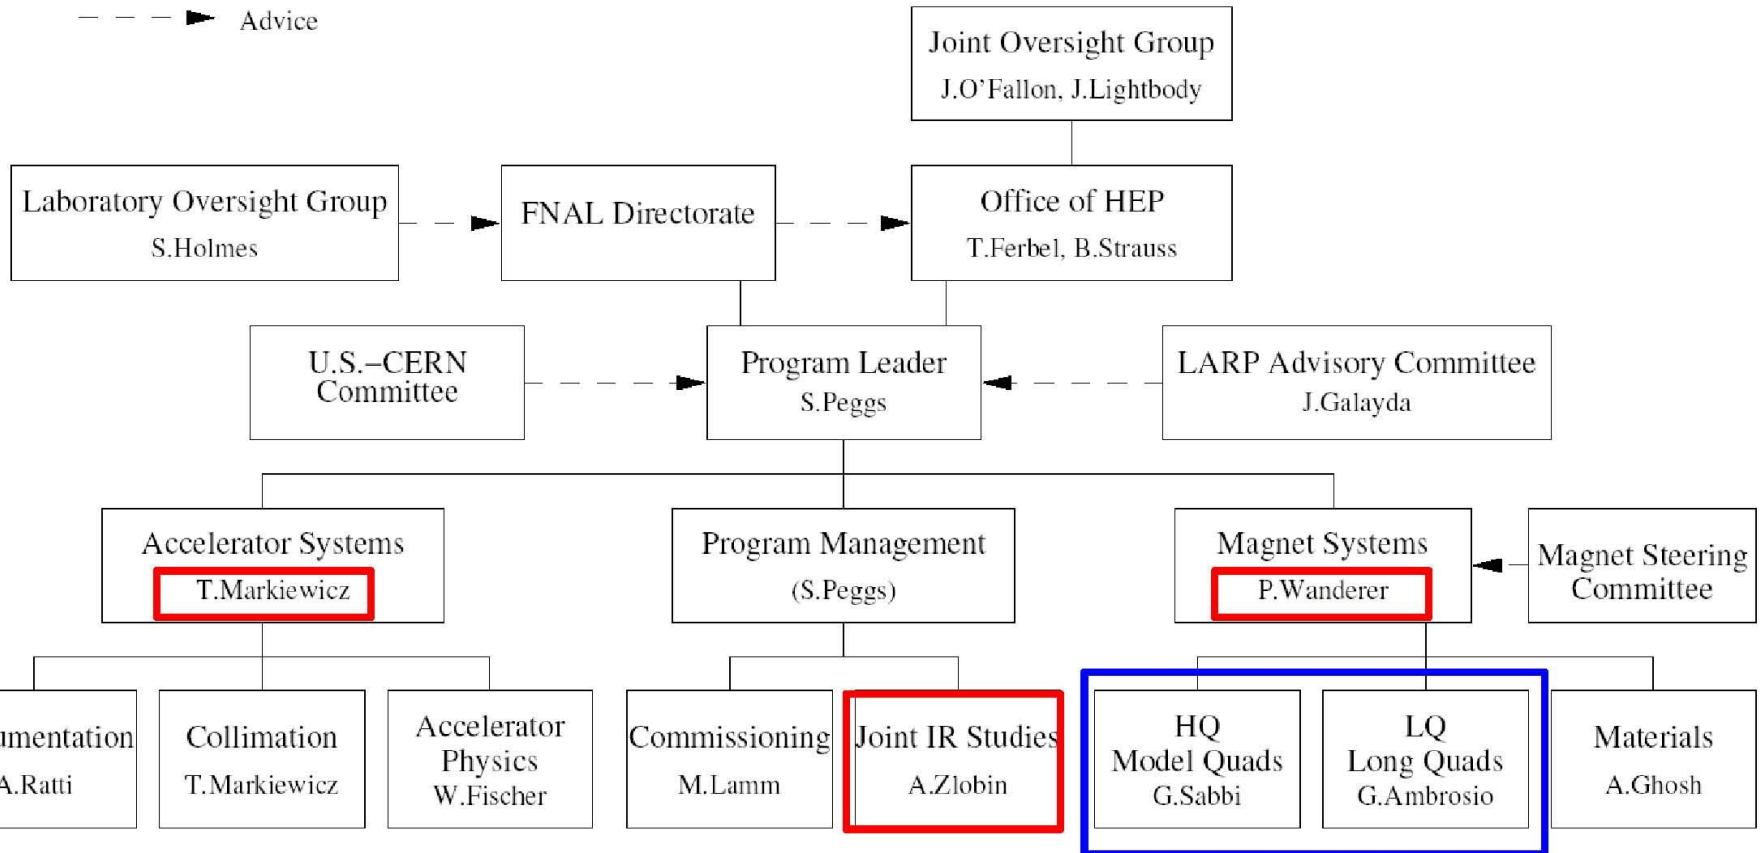 Advice
Joint Oversight Group
J.O'Fallon, J.Lightbody
Laboratory Oversight Group
S.Holmes
FNAL Directorate
Office of HEP
T.Ferbel, B.Strauss
U.S.–CERN
Committee
Program Leader
S.Peggs
LARP Advisory Committee
J.Galayda
Accelerator Systems
T.Markiewicz
Program Management
(S.Peggs)
Magnet Systems
P.Wanderer
Magnet Steering
Committee
umentation
A.Ratti
Collimation
T.Markiewicz
Accelerator
Physics
W.Fischer
Commissioning
M.Lamm
Joint IR Studies
A.Zlobin
HQ
Model Quads
G.Sabbi
LQ
Long Quads
G.Ambrosio
Materials
A.Ghosh